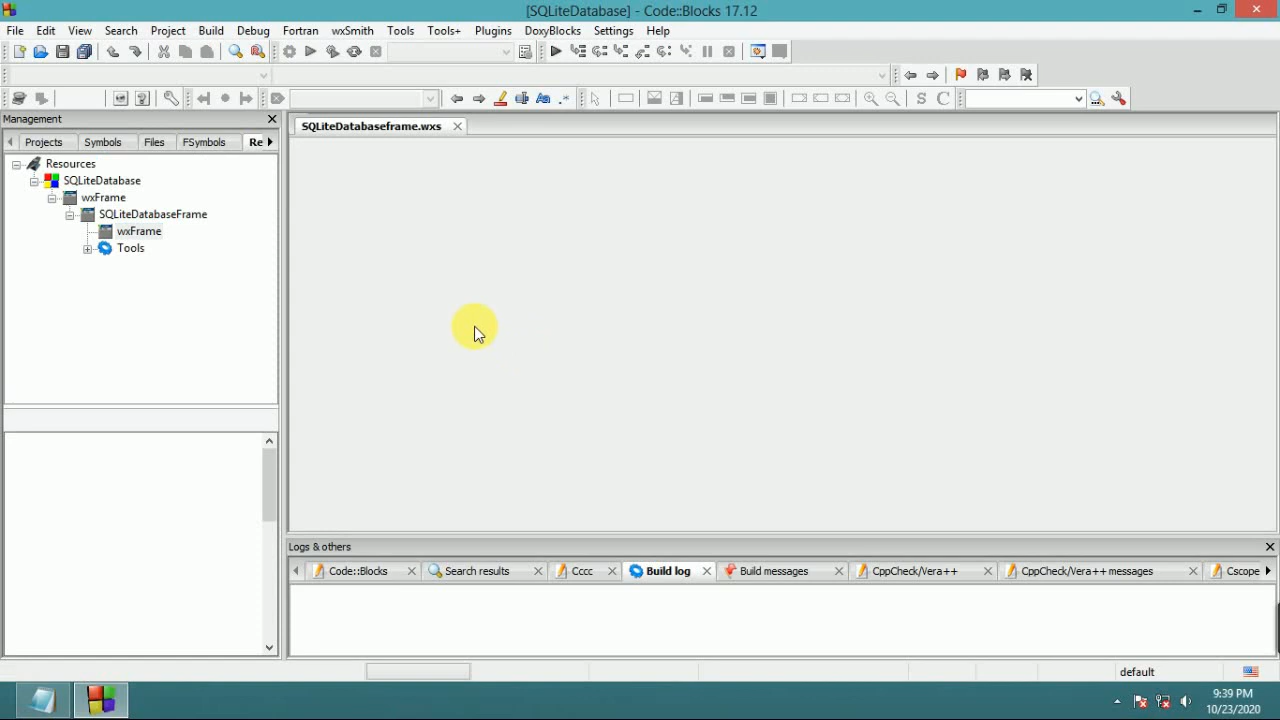 [SQLiteDatabase] - Code::Blocks 17.12
File Edit View Search Project Build Debug Fortran wxSmith Tools Tools+ Plugins DoxyBlocks Settings Help
S C
Management
Projects Symbols Files FSymbols Re
SQLiteDatabaseframe.wxs
Resources
SQLiteDatabase
wxFrame
SQLiteDatabaseFrame
wxFrame
Tools
Logs & others
Code::Blocks Search results Cccc Build log Build messages CppCheck/Vera++ CppCheck/Vera++ messages Cscope
default
9:39 PM
10/23/2020